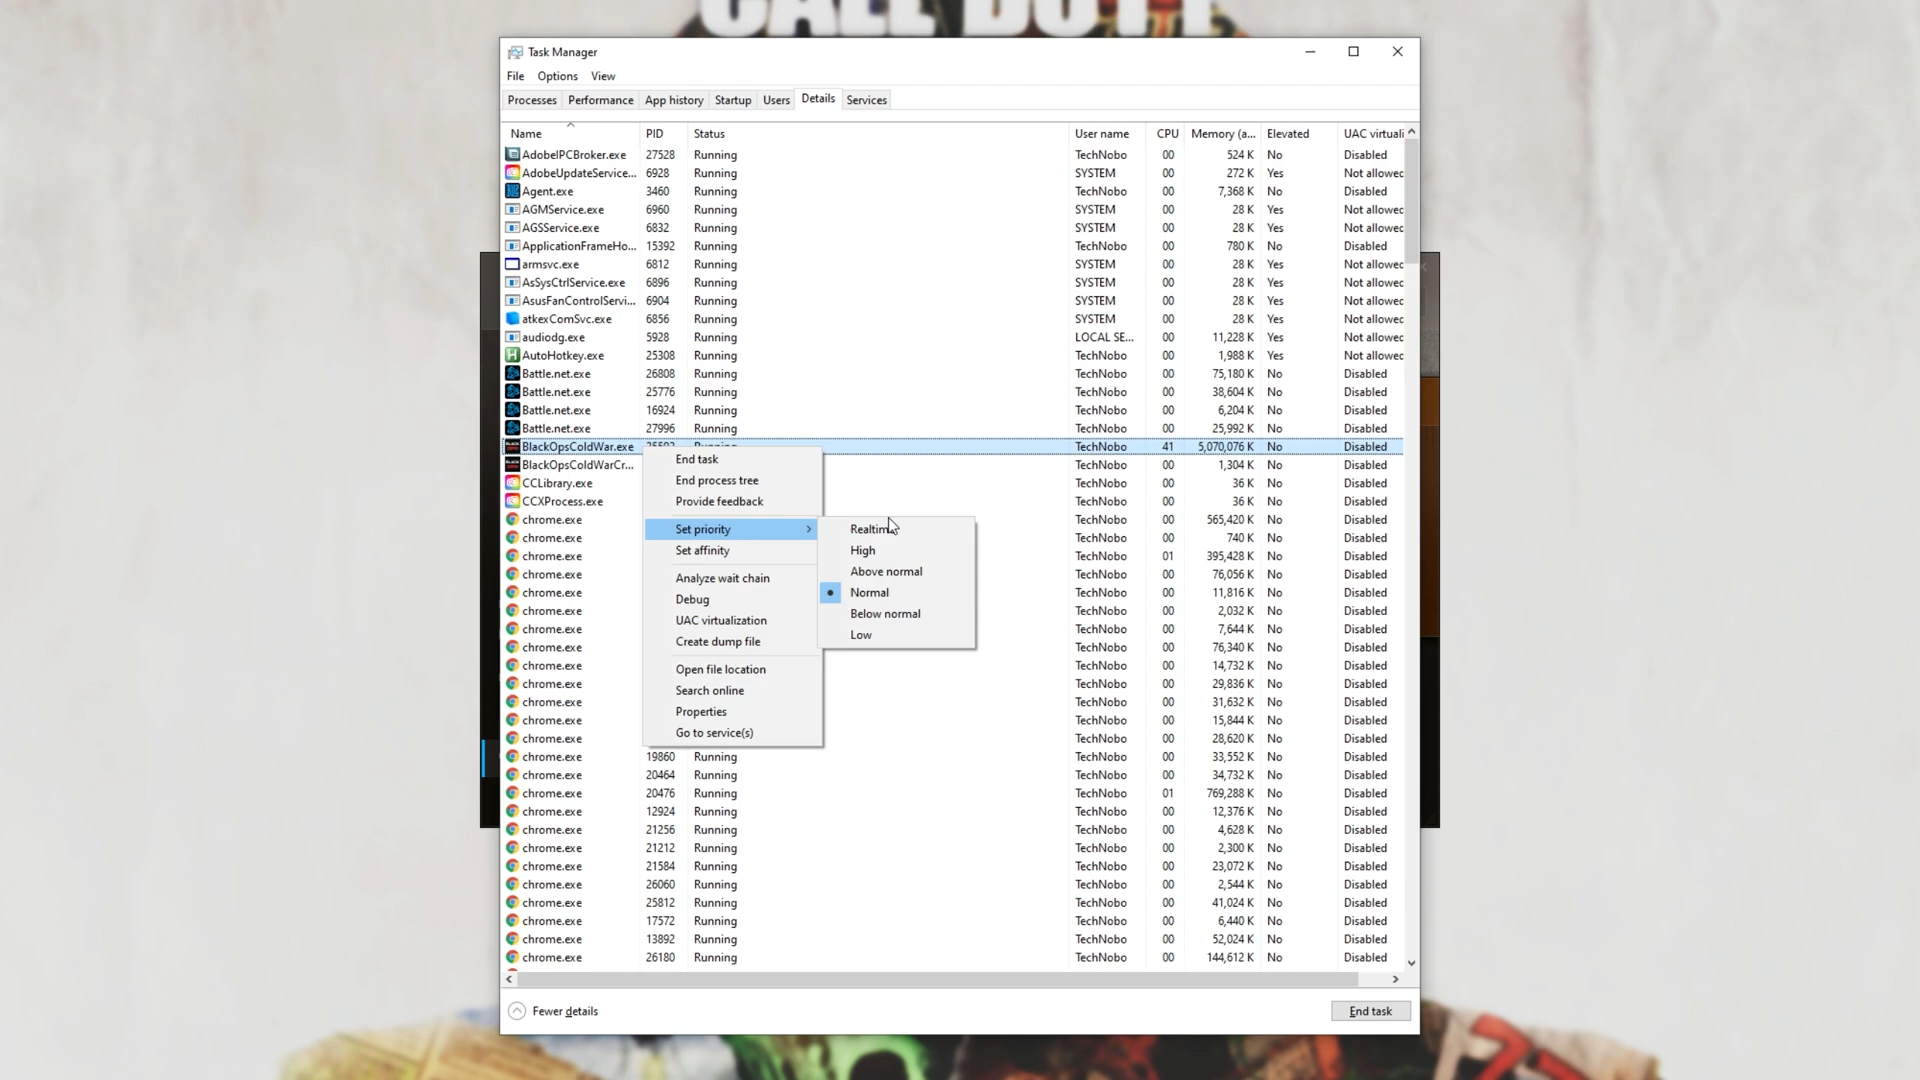 CALL DUTY
Task Manager
File Options View
Processes Performance App history Startup Users Details Services
Name PID Status User name CPU Memory (a... Elevated UAC virtuali
AdobeIPCBroker.exe 27528 Running TechNobo 00 524 K No Disabled
AdobeUpdateService... 6928 Running SYSTEM 00 272 K Yes Not allowed
Agent.exe 3460 Running TechNobo 00 7,368 K No Disabled
AGMService.exe 6960 Running SYSTEM 00 28 K Yes Not allowed
AGSService.exe 6832 Running SYSTEM 00 28 K Yes Not allowed
ApplicationFrameHo... 15392 Running TechNobo 00 780 K No Disabled
armsvc.exe 6812 Running SYSTEM 00 28 K Yes Not allowed
AsSysCtrlService.exe 6896 Running SYSTEM 00 28 K Yes Not allowed
AsusFanControlServi... 6904 Running SYSTEM 00 28 K Yes Not allowed
atkexComSvc.exe 6856 Running SYSTEM 00 28 K Yes Not allowed
audiodg.exe 5928 Running LOCAL SE... 00 11,228 K Yes Not allowed
AutoHotkey.exe 25308 Running TechNobo 00 1,988 K Yes Not allowed
Battle.net.exe 26808 Running TechNobo 00 75,180 K No Disabled
Battle.net.exe 25776 Running TechNobo 00 38,604 K No Disabled
Battle.net.exe 16924 Running TechNobo 00 6,204 K No Disabled
Battle.net.exe 27996 Running TechNobo 00 25,992 K No Disabled
BlackOpsColdWar.exe Running TechNobo 41 5,070,076 K No Disabled
BlackOpsColdWarCr... TechNobo 00 1,304 K No Disabled
CCLibrary.exe TechNobo 00 36 K No Disabled
CCXProcess.exe TechNobo 00 36 K No Disabled
chrome.exe TechNobo 00 565,420 K No Disabled
chrome.exe TechNobo 00 740 K No Disabled
chrome.exe TechNobo 01 395,428 K No Disabled
chrome.exe TechNobo 00 76,056 K No Disabled
chrome.exe TechNobo 00 11,816 K No Disabled
chrome.exe TechNobo 00 2,032 K No Disabled
chrome.exe TechNobo 00 7,644 K No Disabled
chrome.exe TechNobo 00 76,340 K No Disabled
chrome.exe TechNobo 00 14,732 K No Disabled
chrome.exe TechNobo 00 29,836 K No Disabled
chrome.exe TechNobo 00 31,632 K No Disabled
chrome.exe TechNobo 00 15,844 K No Disabled
chrome.exe TechNobo 00 28,620 K No Disabled
chrome.exe 19860 Running TechNobo 00 33,552 K No Disabled
chrome.exe 20464 Running TechNobo 00 34,732 K No Disabled
chrome.exe 20476 Running TechNobo 01 769,288 K No Disabled
chrome.exe 12924 Running TechNobo 00 12,376 K No Disabled
chrome.exe 21256 Running TechNobo 00 4,628 K No Disabled
chrome.exe 21212 Running TechNobo 00 2,300 K No Disabled
chrome.exe 21584 Running TechNobo 00 23,072 K No Disabled
chrome.exe 26060 Running TechNobo 00 2,544 K No Disabled
chrome.exe 25812 Running TechNobo 00 41,024 K No Disabled
chrome.exe 17572 Running TechNobo 00 6,440 K No Disabled
chrome.exe 13892 Running TechNobo 00 52,024 K No Disabled
chrome.exe 26180 Running TechNobo 00 144,612 K No Disabled
End task
End process tree
Provide feedback
Set priority
Set affinity
Analyze wait chain
Debug
UAC virtualization
Create dump file
Open file location
Search online
Properties
Go to service(s)
Realtime
High
Above normal
Normal
Below normal
Low
Fewer details
End task